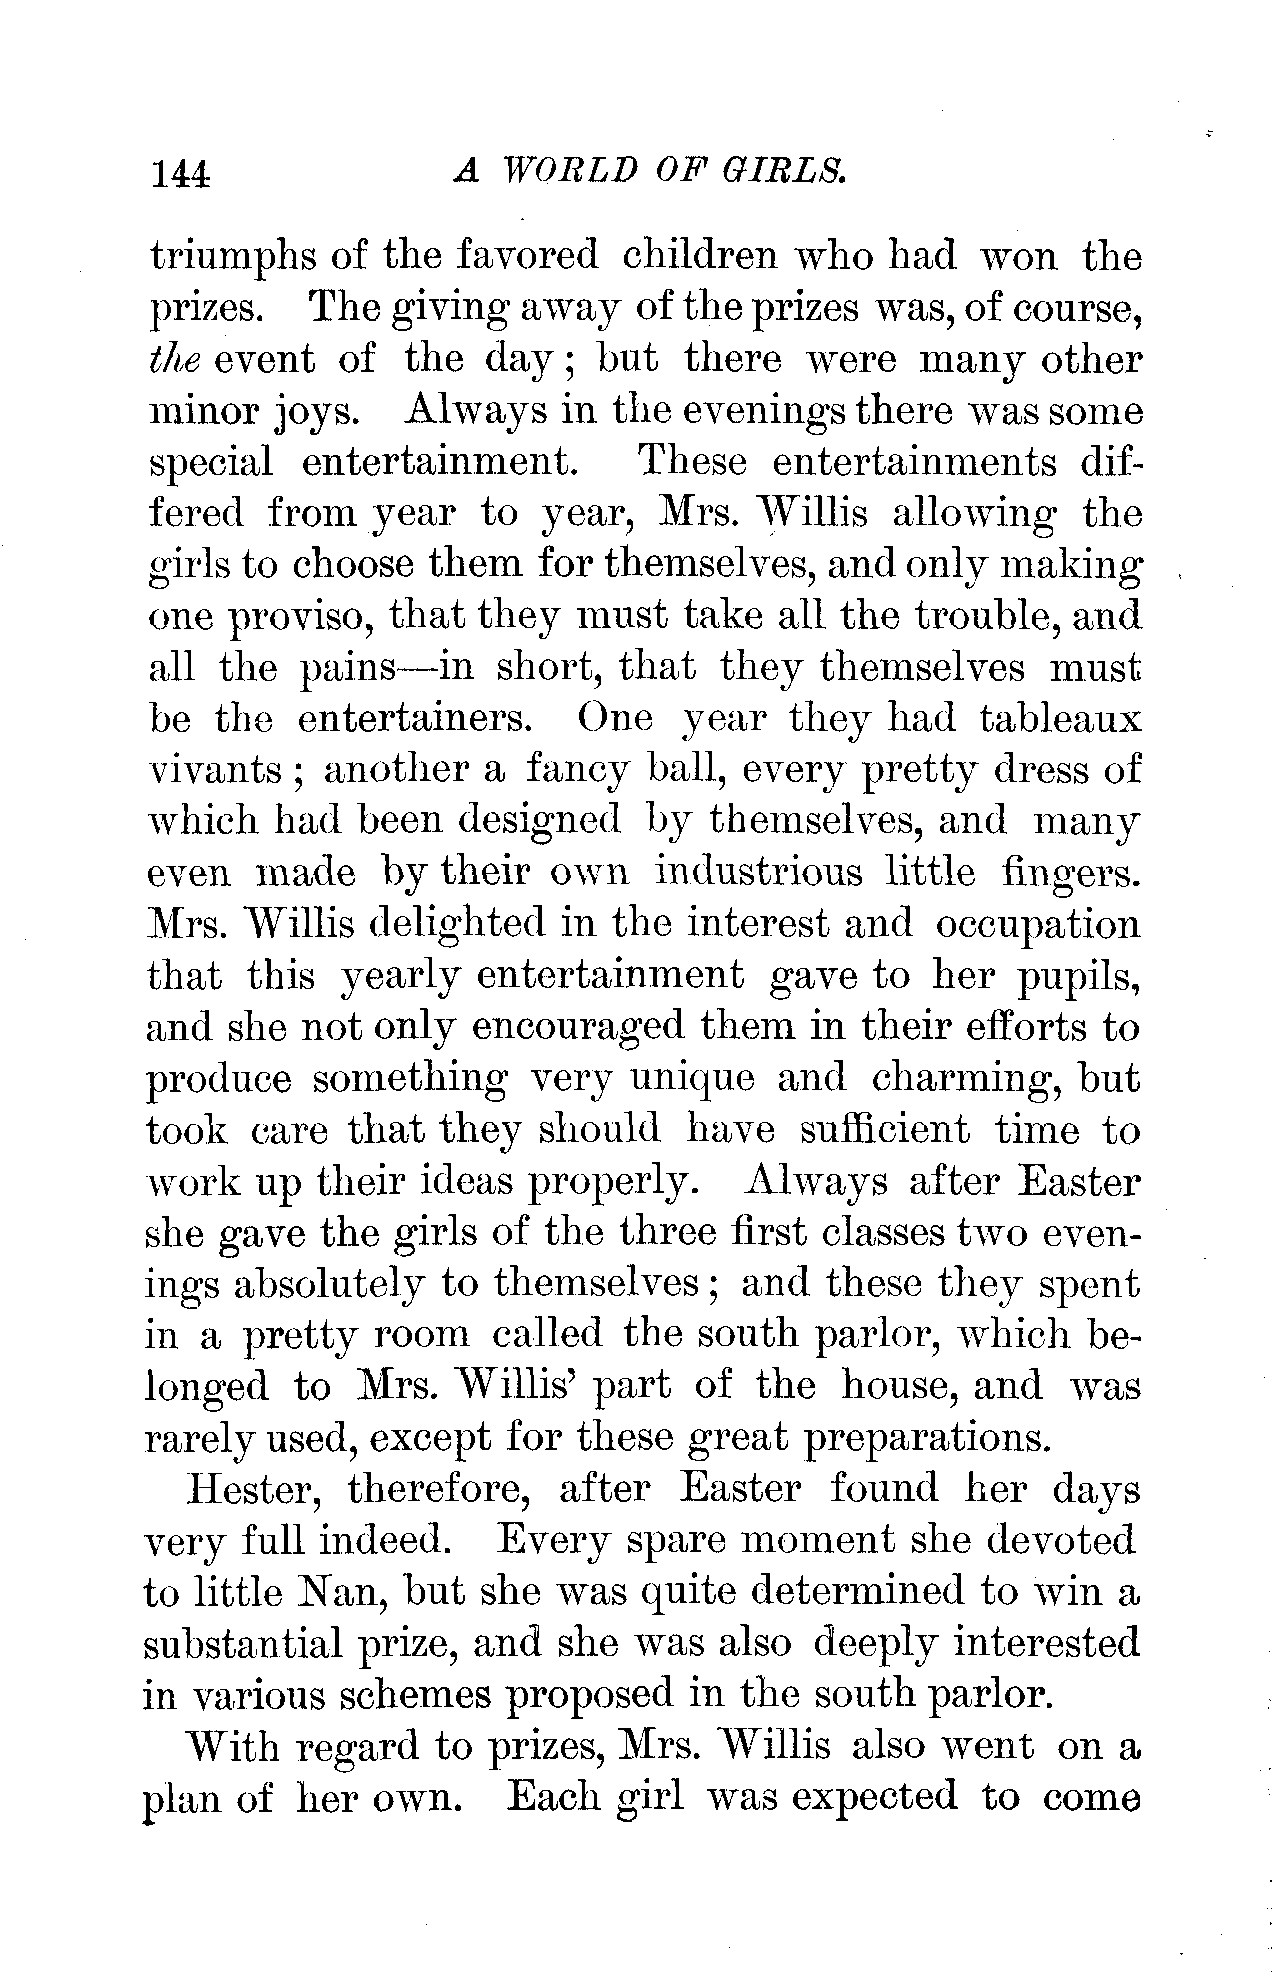 144 A WORLD OF GIRLS.
triumphs of the favored children who had won the
prizes. The giving away of the prizes was, of course,
the event of the day ; but there were many other
minor joys. Always in the evenings there was some
special entertainment. These entertainments dif-
fered from year to year, Mrs. Willis allowing the
girls to choose them for themselves, and only making
one proviso, that they must take all the trouble, and
all the pains—in short, that they themselves must
be the entertainers. One year they had tableaux
vivants ; another a fancy ball, every pretty dress of
which had been designed by themselves, and many
even made by their own industrious little fingers.
Mrs. Willis delighted in the interest and occupation
that this yearly entertainment gave to her pupils,
and she not only encouraged them in their efforts to
produce something very unique and charming, but
took care that they should have sufficient time to
work up their ideas properly. Always after Easter
she gave the girls of the three first classes two even-
ings absolutely to themselves ; and these they spent
in a pretty room called the south parlor, which be-
longed to Mrs. Willis' part of the house, and was
rarely used, except for these great preparations.
Hester, therefore, after Easter found her days
very full indeed. Every spare moment she devoted
to little Nan, but she was quite determined to win a
substantial prize, and she was also deeply interested
in various schemes proposed in the south parlor.
With regard to prizes, Mrs. Willis also went on a
plan of her own. Each girl was expected to come